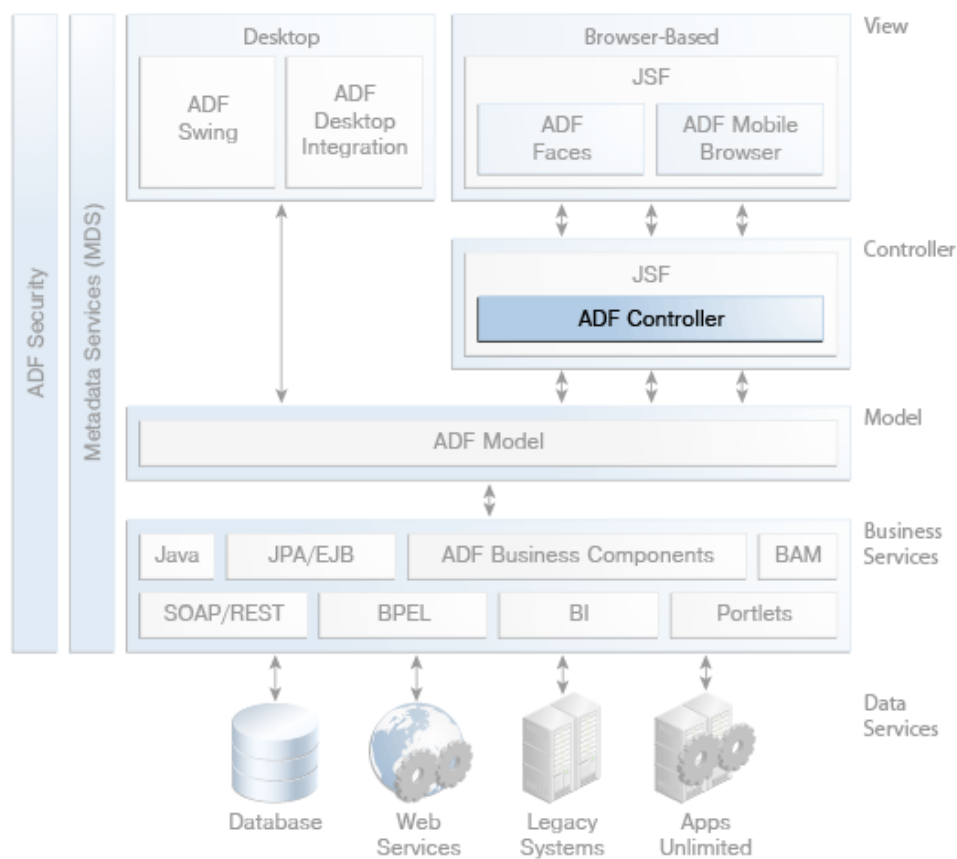 View
Desktop
ADF
Swing
ADF
Desktop
Integration
Browser-Based
JSF
ADF
Faces
ADF Mobile
Browser
Controller
JSF
ADF Controller
ADF Security
Metadata Services (MDS)
Model
ADF Model
Business
Services
Java
JPA/EJB
ADF Business Components
BAM
SOAP/REST
BPEL
BI
Portlets
Data
Services
Database
Web
Services
Legacy
Systems
Apps
Unlimited